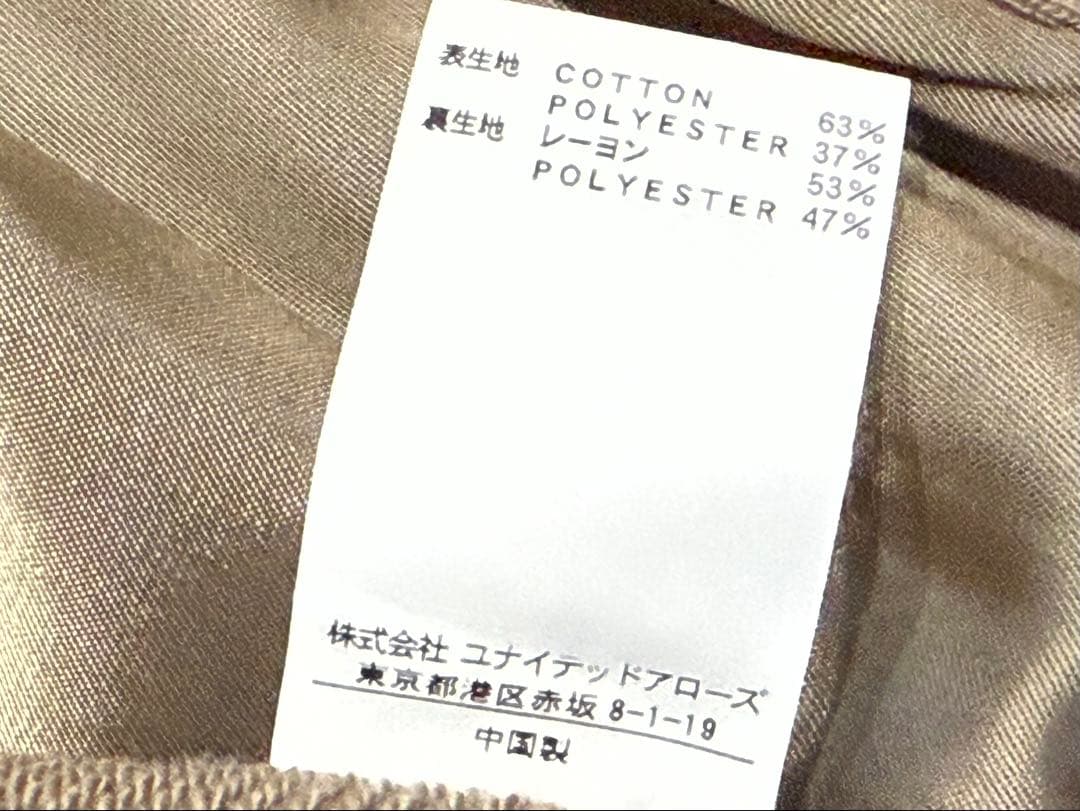 表生地 COTTON 63%
POLYESTER 37%
裏生地 レーヨン 53%
POLYESTER 47%
株式会社 ユナイテッドアローズ
東京都港区赤坂 8-1-19
中国製